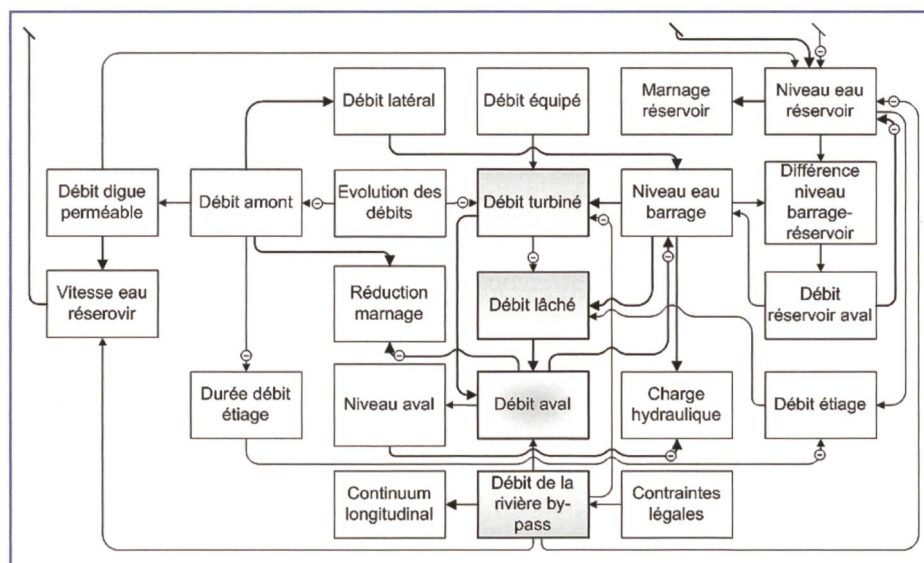 Débit latéral
Débit équipé
Marnage
réservoir
Niveau eau
réservoir
Débit digue
perméable
Débit amont
Evolution des
débits
Débit turbiné
Niveau eau
barrage
Différence
niveau
barrage-
réservoir
Vitesse eau
réserovir
Réduction
marnage
Débit lâché
Débit
réservoir aval
Durée débit
étiage
Niveau aval
Débit aval
Charge
hydraulique
Débit étiage
Continuum
longitudinal
Débit de la
rivière by-
pass
Contraintes
légales